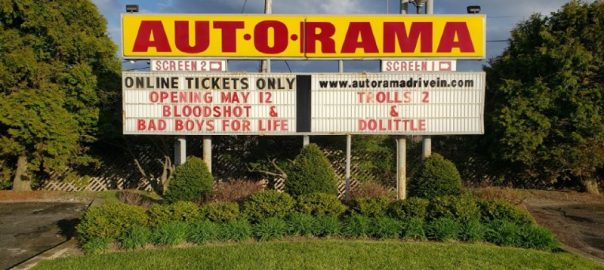 AUT·O·RAMA
SCREEN 2
ONLINE TICKETS ONLY
OPENING MAY 12
BLOODSHOT &
BAD BOYS FOR LIFE
SCREEN 1
www.autoramadrivein.com
TROLLS 2
&
DOLITTLE